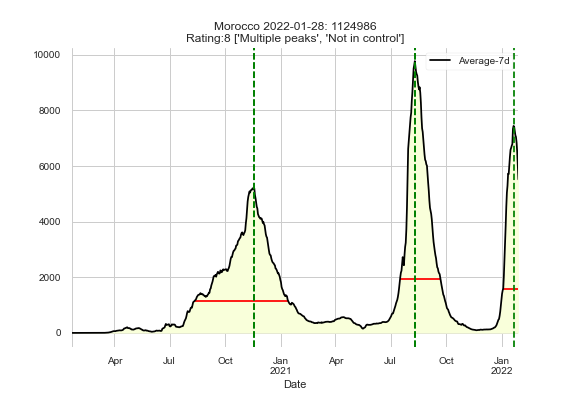 Morocco 2022-01-28: 1124986
Rating:8 ['Multiple peaks', 'Not in control']
Average-7d
10000
8000
6000
4000
2000
0
Apr
Jul
Oct
Jan
2021
Apr
Jul
Oct
Jan
2022
Date